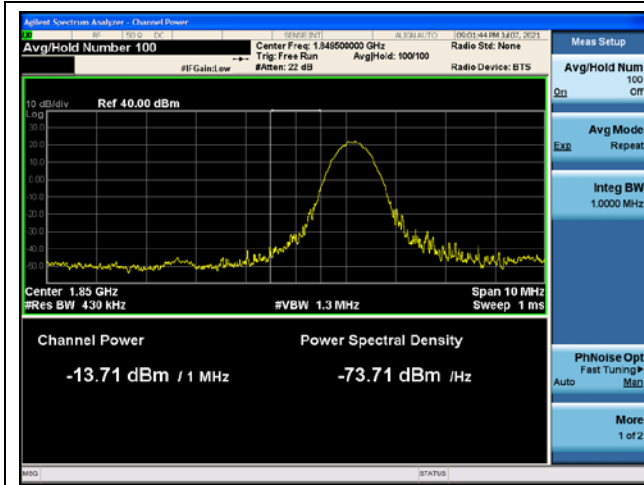 Agilent Spectrum Analyzer - Channel Power
RF 50 Ω DC SENSE:INT ALIGN AUTO 09:01:44 PM Jul 07, 2021
Avg/Hold Number 100
Center Freq: 1.849500000 GHz
Radio Std: None
Trig: Free Run
Avg|Hold: 100/100
#IFGain:Low
#Atten: 22 dB
Radio Device: BTS
10 dB/div
Ref 40.00 dBm
Log
30.0
20.0
10.0
0.00
-10.0
-20.0
-30.0
-40.0
-50.0
Center 1.85 GHz
Span 10 MHz
#Res BW 430 kHz
#VBW 1.3 MHz
Sweep 1 ms
Channel Power
Power Spectral Density
-13.71 dBm / 1 MHz
-73.71 dBm /Hz
MSG
STATUS
Meas Setup
Avg/Hold Num
100
On Off
Avg Mode
Exp Repeat
Integ BW
1.0000 MHz
PhNoise Opt
Fast Tuning▶
Auto Man
More
1 of 2